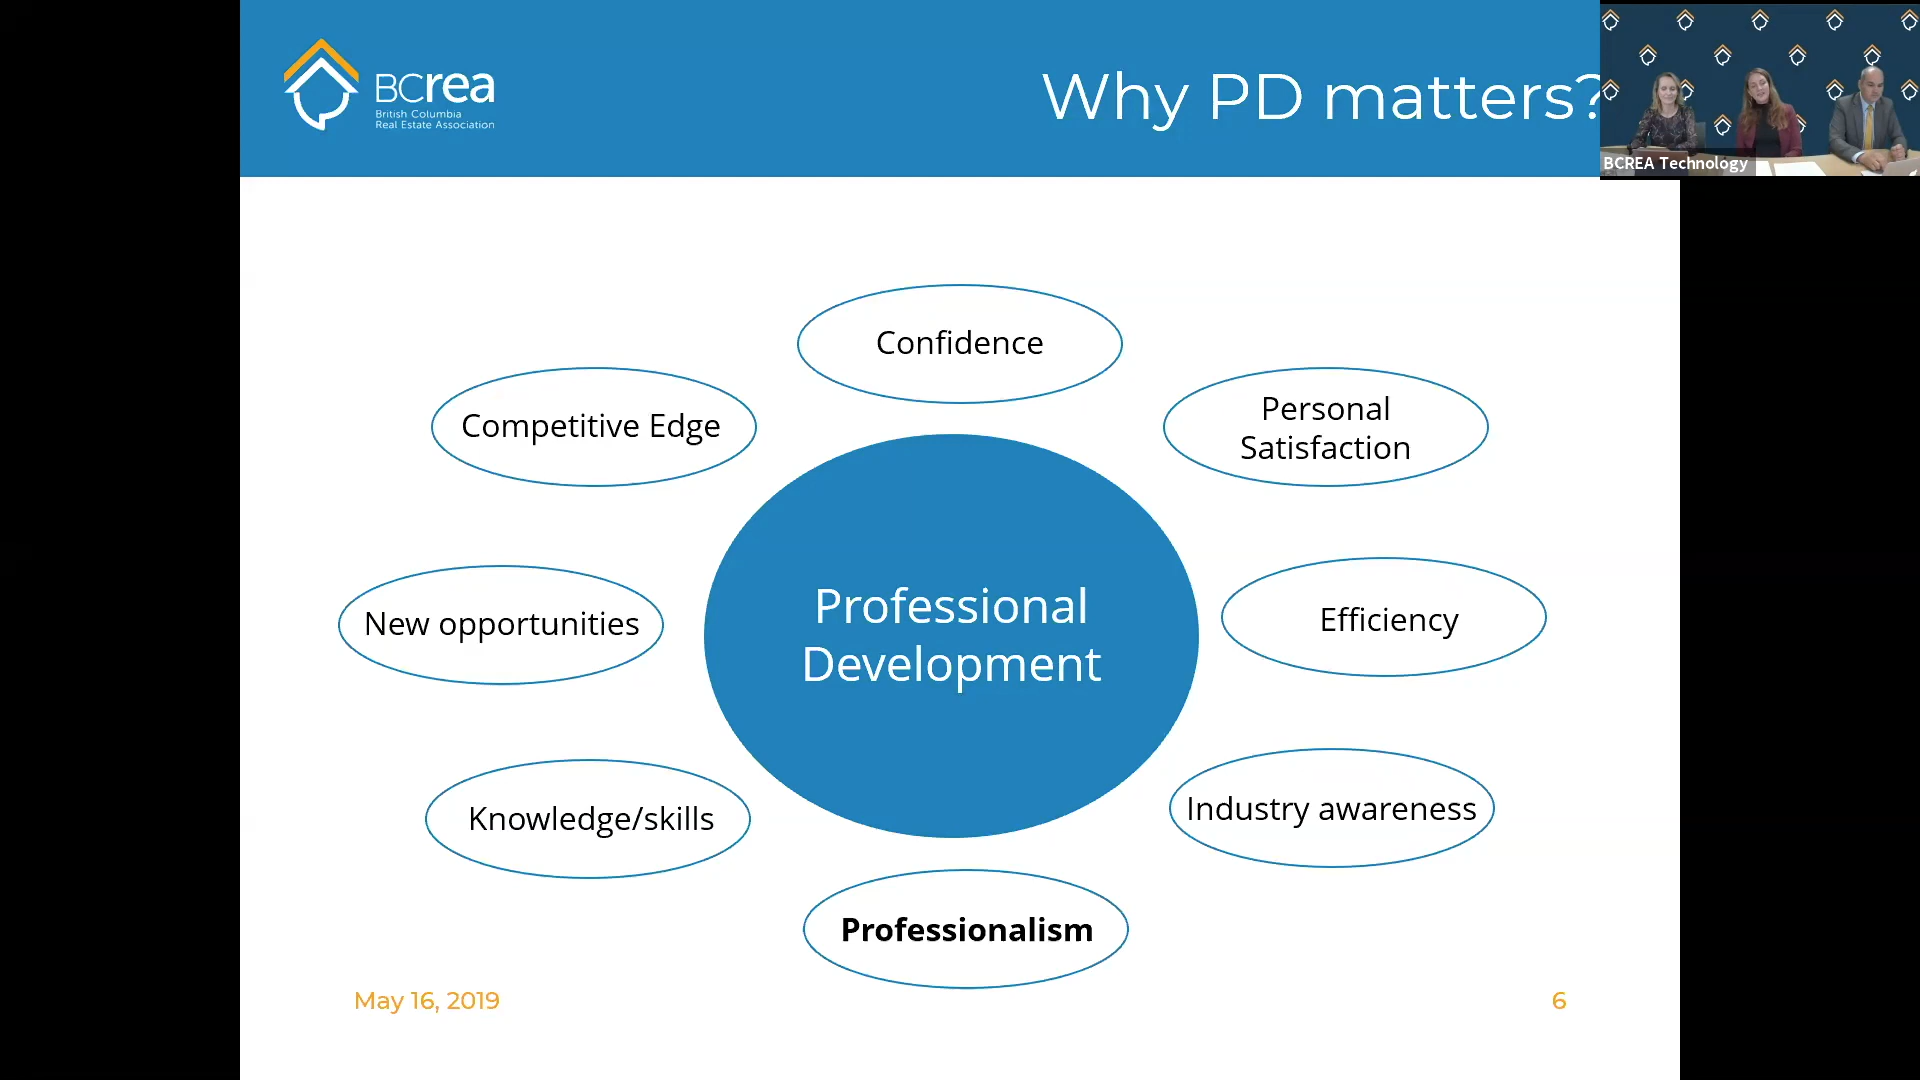 BCrea
British Columbia
Real Estate Association
Why PD matters?
BCREA Technology
Confidence
Competitive Edge
Personal
Satisfaction
New opportunities
Professional
Development
Efficiency
Knowledge/skills
Industry awareness
Professionalism
May 16, 2019
6